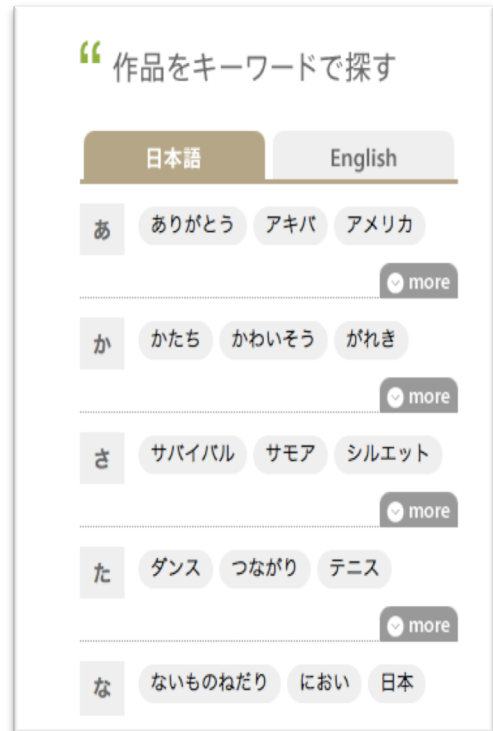 “ 作品をキーワードで探す
日本語 English
あ ありがとう アキバ アメリカ
more
か かたち かわいそう がれき
more
さ サバイバル サモア シルエット
more
た ダンス つながり テニス
more
な ないものねだり におい 日本